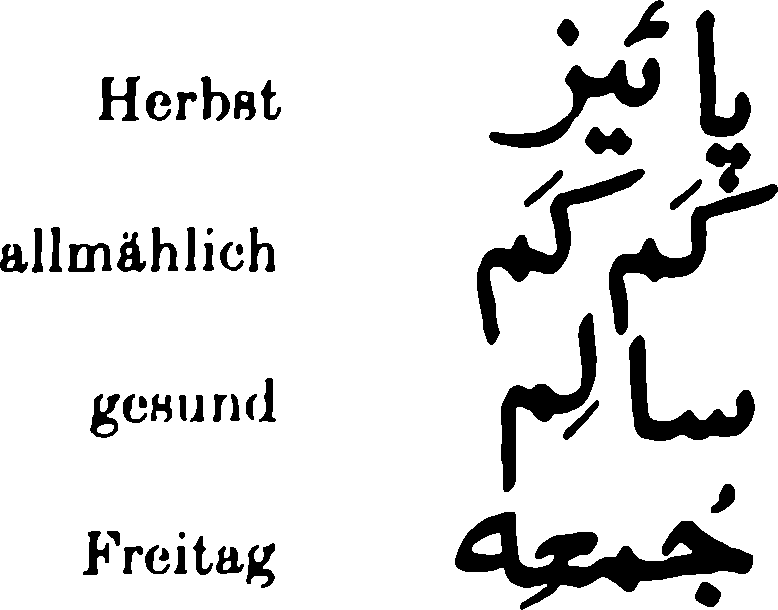 Herbst پائیز
allmählich کَم کَم
gesund سالِم
Freitag جُمعِه